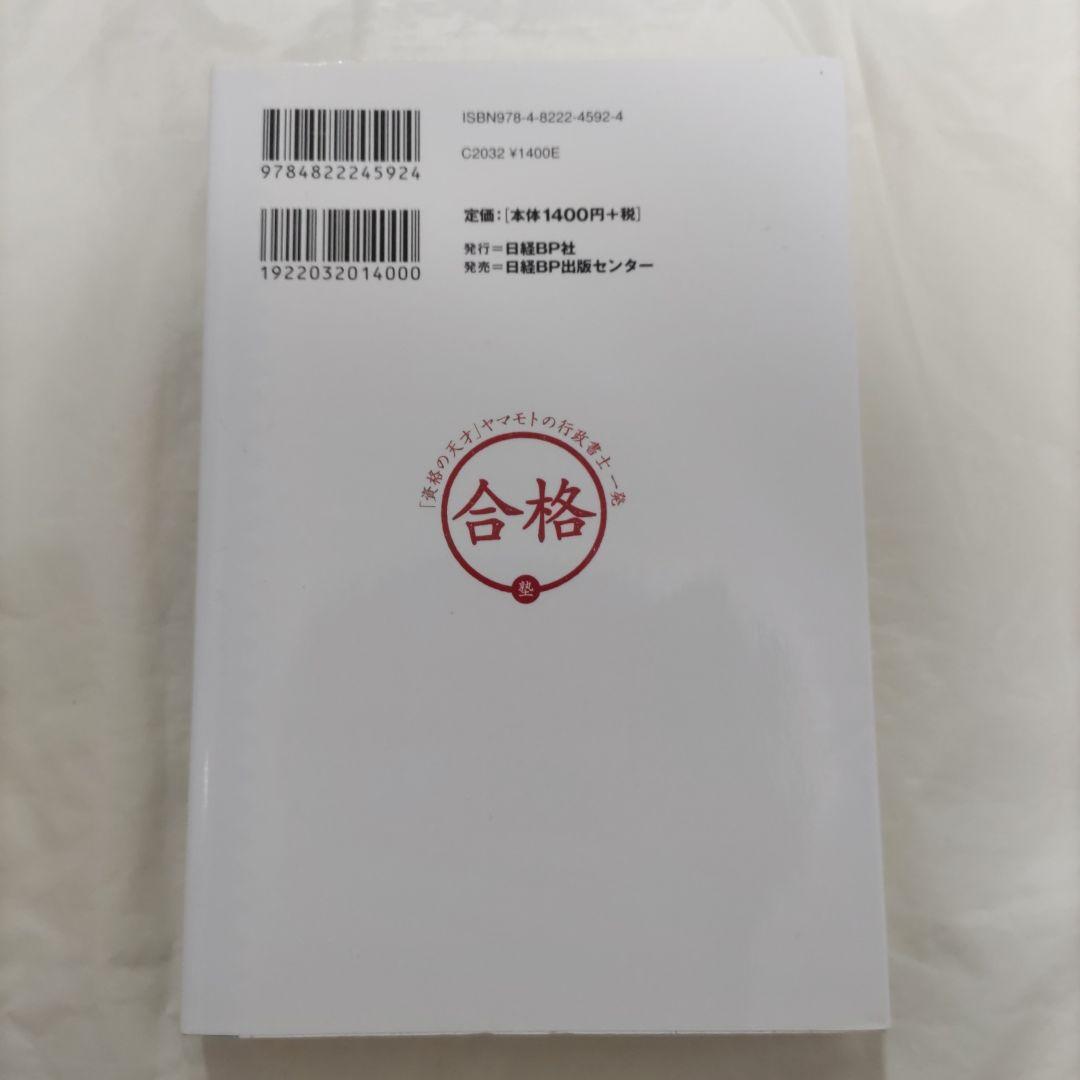 ISBN978-4-8222-4592-4
9784822245924
C2032 ¥1400E
定価：[本体1400円＋税]
発行＝日経BP社
発売＝日経BP出版センター
1922032014000
「資格の天才」ヤマモトの行政書士 一発
合格
塾